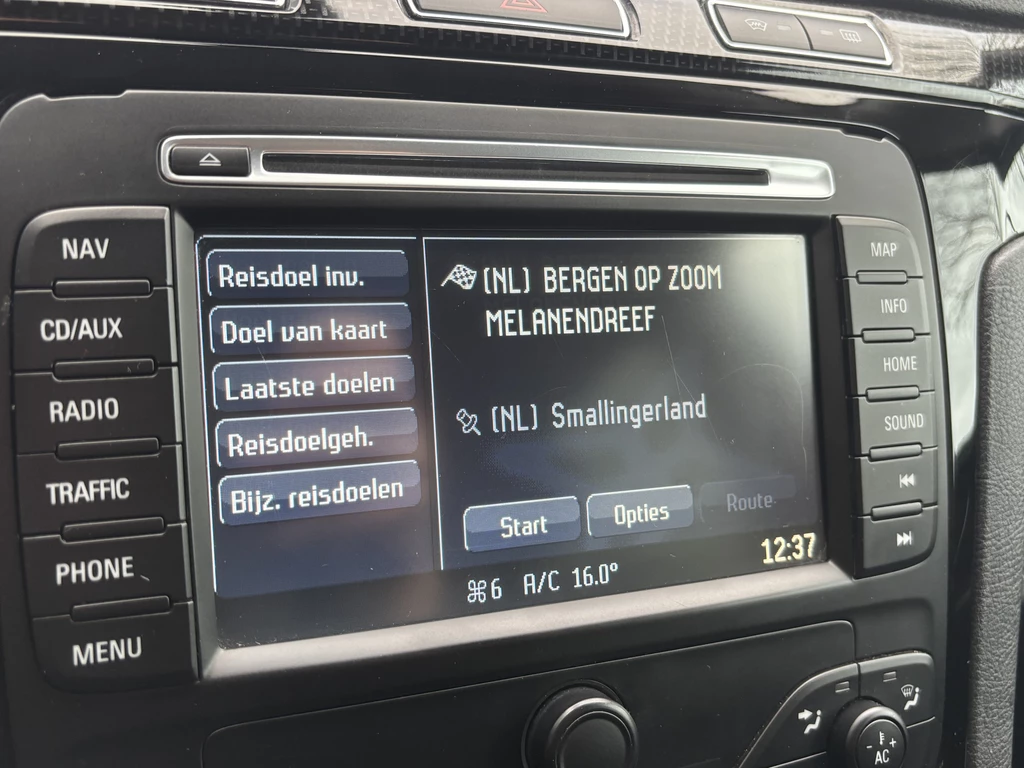 NAV
CD/AUX
RADIO
TRAFFIC
PHONE
MENU
Reisdoel inv.
Doel van kaart
Laatste doelen
Reisdoelgeh.
Bijz. reisdoelen
(NL) BERGEN OP ZOOM
MELANENDREEF
(NL) Smallingerland
Start
Opties
Route
12:37
6 A/C 16.0°
MAP
INFO
HOME
SOUND
- +
AC